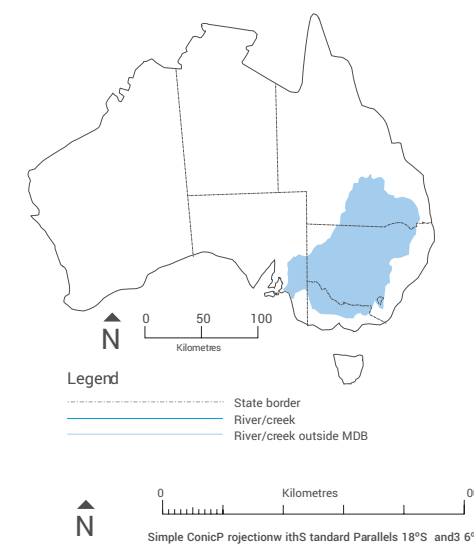 0 50 100
N
Kilometres
Legend
State border
River/creek
River/creek outside MDB
0 Kilometres 0
N
Simple ConicP rojectionw ithS tandard Parallels 18ºS and3 6º